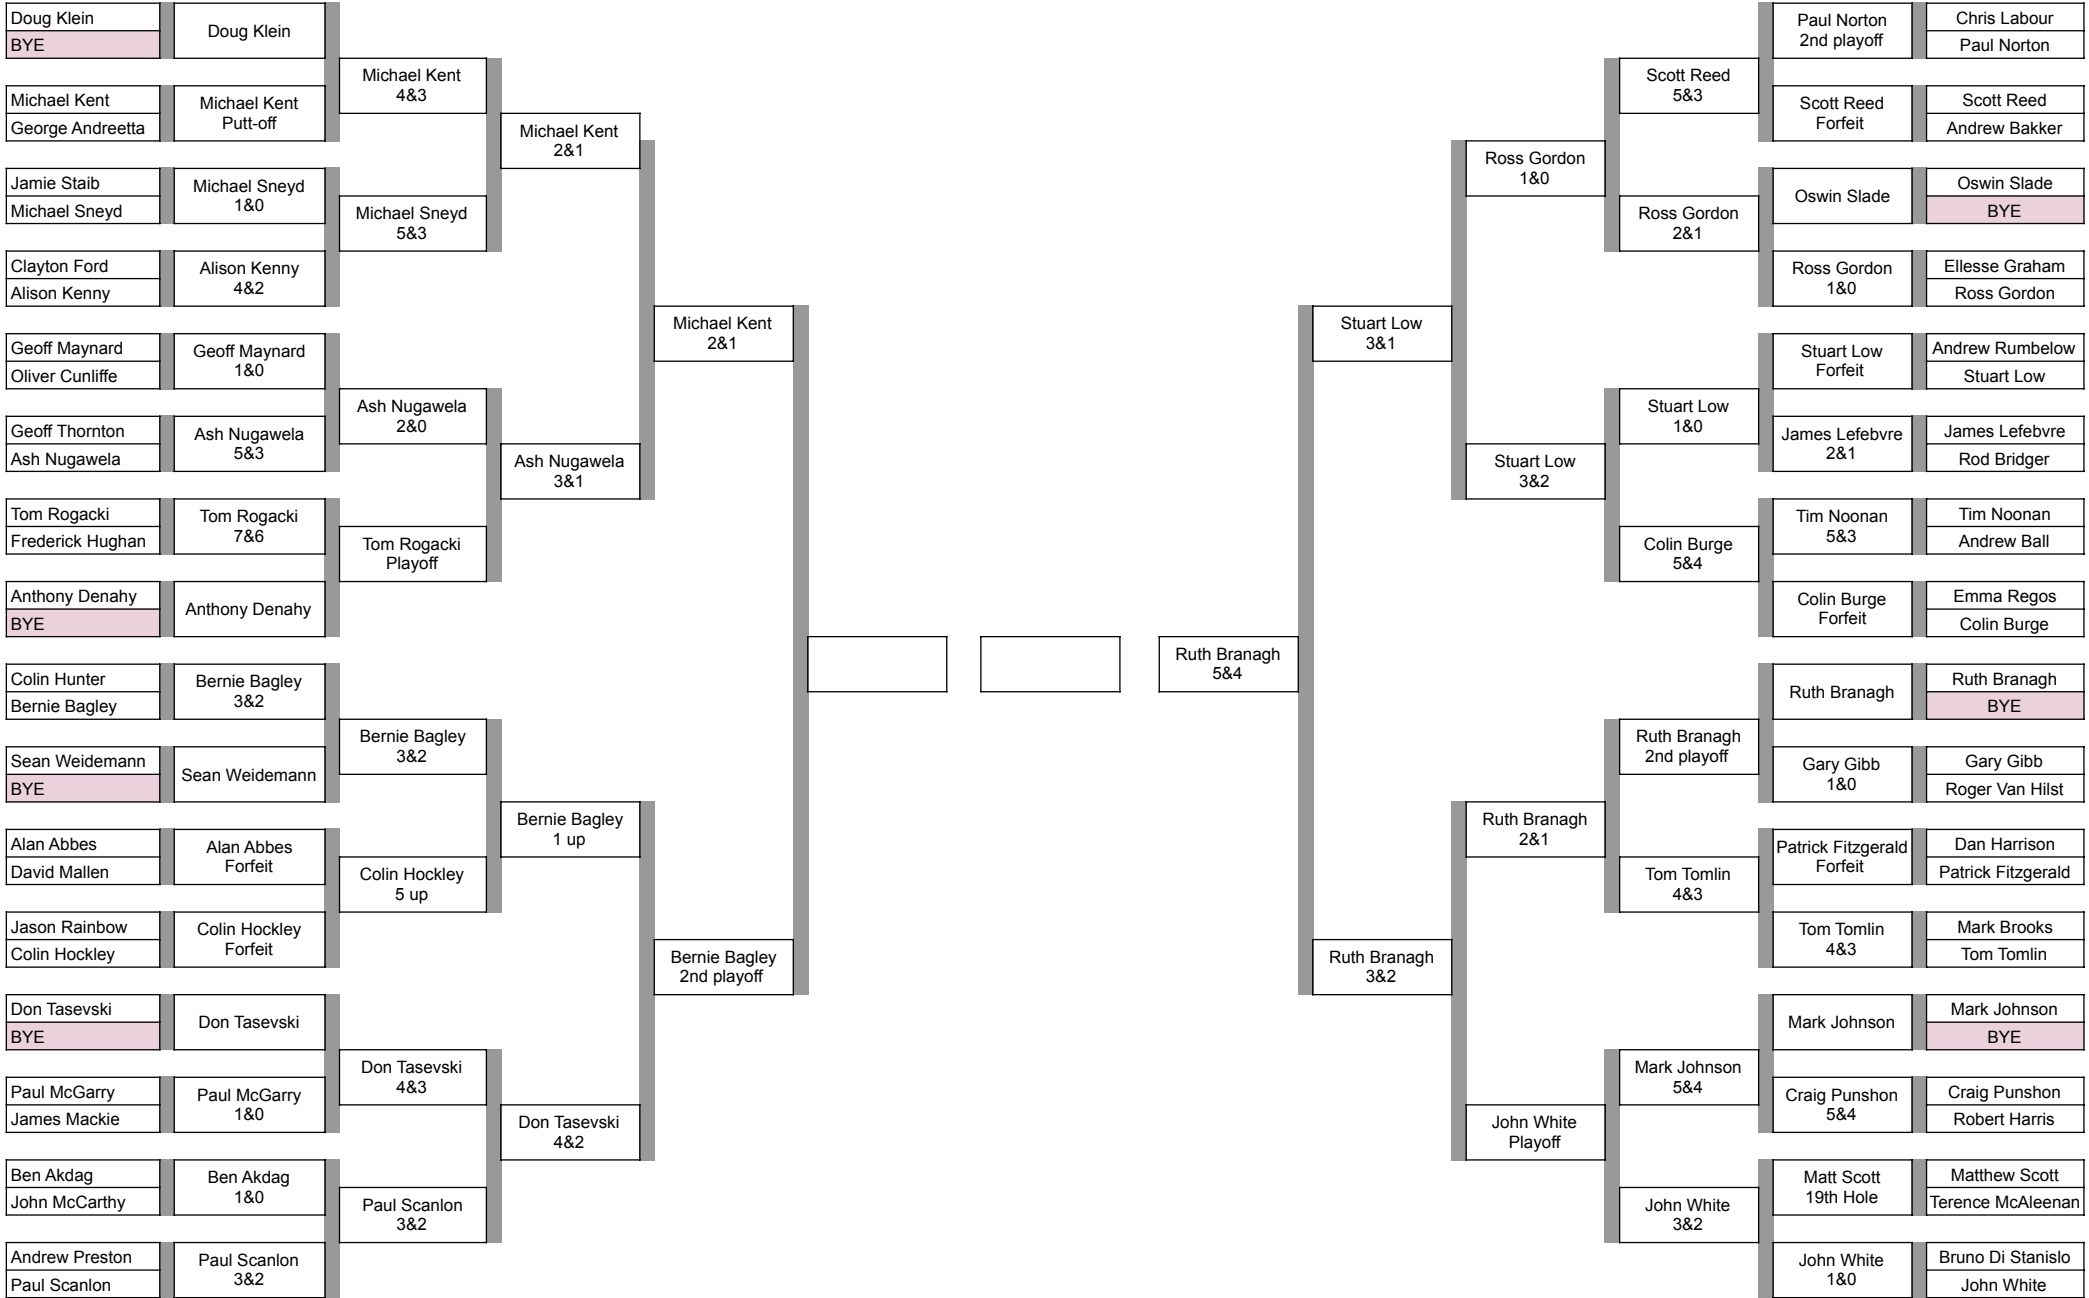 Doug Klein
BYE
Michael Kent
George Andreetta
Jamie Staib
Michael Sneyd
Clayton Ford
Alison Kenny
Geoff Maynard
Oliver Cunliffe
Geoff Thornton
Ash Nugawela
Tom Rogacki
Frederick Hughan
Anthony Denahy
BYE
Colin Hunter
Bernie Bagley
Sean Weidemann
BYE
Alan Abbes
David Mallen
Jason Rainbow
Colin Hockley
Don Tasevski
BYE
Paul McGarry
James Mackie
Ben Akdag
John McCarthy
Andrew Preston
Paul Scanlon
Doug Klein
Michael Kent
Putt-off
Michael Sneyd
1&0
Alison Kenny
4&2
Geoff Maynard
1&0
Ash Nugawela
5&3
Tom Rogacki
7&6
Anthony Denahy
Bernie Bagley
3&2
Sean Weidemann
Alan Abbes
Forfeit
Colin Hockley
Forfeit
Don Tasevski
Paul McGarry
1&0
Ben Akdag
1&0
Paul Scanlon
3&2
Michael Kent
4&3
Michael Sneyd
5&3
Ash Nugawela
2&0
Tom Rogacki
Playoff
Bernie Bagley
3&2
Colin Hockley
5 up
Don Tasevski
4&3
Paul Scanlon
3&2
Michael Kent
2&1
Ash Nugawela
3&1
Bernie Bagley
1 up
Don Tasevski
4&2
Michael Kent
2&1
Bernie Bagley
2nd playoff
Ruth Branagh
5&4
Stuart Low
3&1
Ruth Branagh
3&2
Ross Gordon
1&0
Stuart Low
3&2
Ruth Branagh
2&1
John White
Playoff
Scott Reed
5&3
Ross Gordon
2&1
Stuart Low
1&0
Colin Burge
5&4
Ruth Branagh
2nd playoff
Tom Tomlin
4&3
Mark Johnson
5&4
John White
3&2
Paul Norton
2nd playoff
Scott Reed
Forfeit
Oswin Slade
Ross Gordon
1&0
Stuart Low
Forfeit
James Lefebvre
2&1
Tim Noonan
5&3
Colin Burge
Forfeit
Ruth Branagh
Gary Gibb
1&0
Patrick Fitzgerald
Forfeit
Tom Tomlin
4&3
Mark Johnson
Craig Punshon
5&4
Matt Scott
19th Hole
John White
1&0
Chris Labour
Paul Norton
Scott Reed
Andrew Bakker
Oswin Slade
BYE
Ellesse Graham
Ross Gordon
Andrew Rumbelow
Stuart Low
James Lefebvre
Rod Bridger
Tim Noonan
Andrew Ball
Emma Regos
Colin Burge
Ruth Branagh
BYE
Gary Gibb
Roger Van Hilst
Dan Harrison
Patrick Fitzgerald
Mark Brooks
Tom Tomlin
Mark Johnson
BYE
Craig Punshon
Robert Harris
Matthew Scott
Terence McAleenan
Bruno Di Stanislo
John White